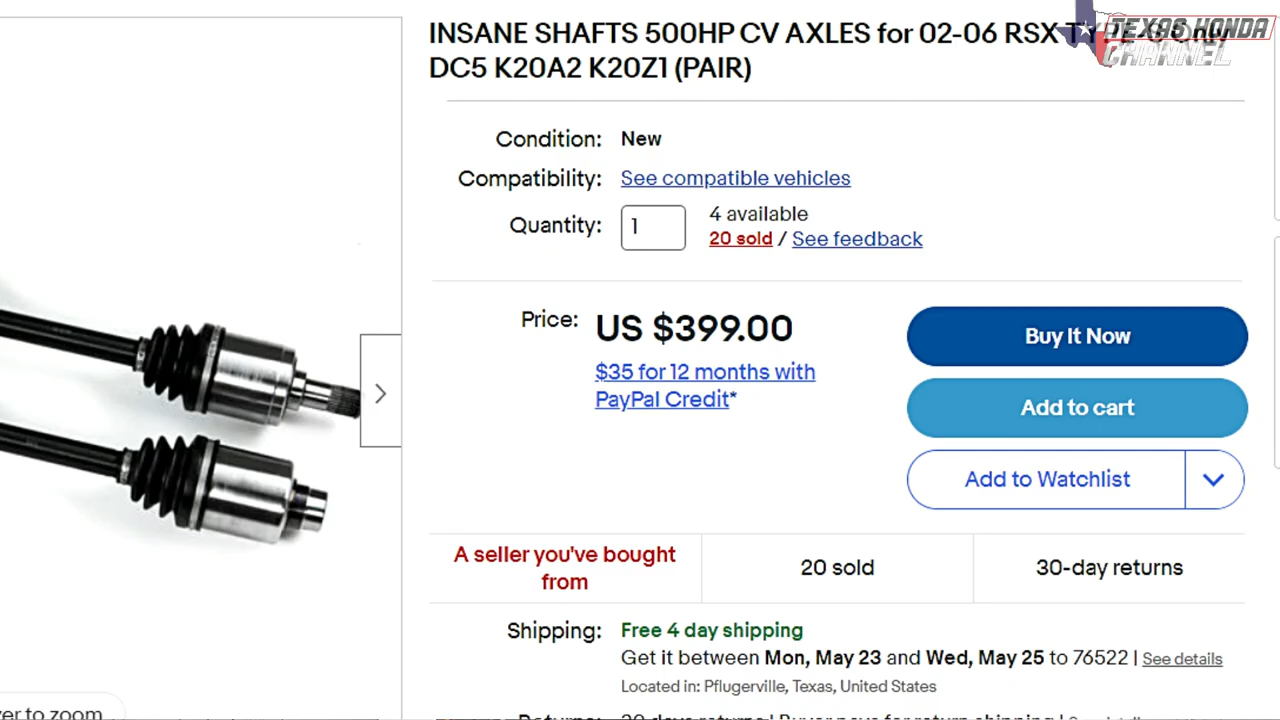 INSANE SHAFTS 500HP CV AXLES for 02-06 RSX
DC5 K20A2 K20Z1 (PAIR)
TEXAS HONDA
CHANNEL
Condition: New
Compatibility: See compatible vehicles
Quantity: 1
4 available
20 sold / See feedback
Price: US $399.00
$35 for 12 months with
PayPal Credit*
Buy It Now
Add to cart
Add to Watchlist
A seller you've bought
from
20 sold
30-day returns
Shipping: Free 4 day shipping
Get it between Mon, May 23 and Wed, May 25 to 76522 | See details
Located in: Pflugerville, Texas, United States
to zoom